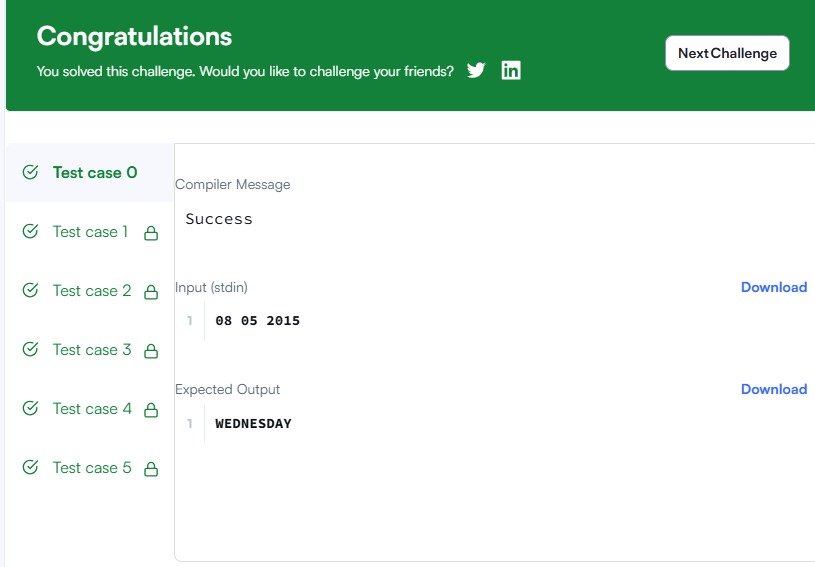 Congratulations
You solved this challenge. Would you like to challenge your friends?
Next Challenge
Test case 0
Test case 1
Test case 2
Test case 3
Test case 4
Test case 5
Compiler Message
Success
Input (stdin)
Download
1 08 05 2015
Expected Output
Download
1 WEDNESDAY